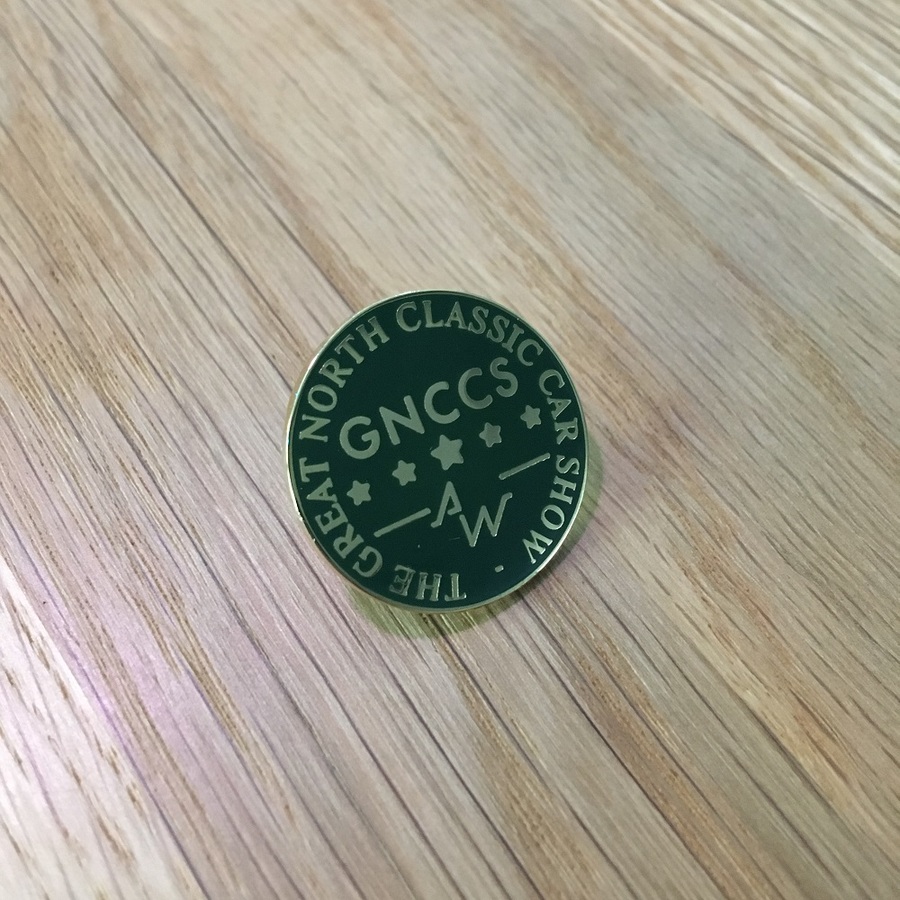 THE GREAT NORTH CLASSIC CAR SHOW ·
GNCCS
AW